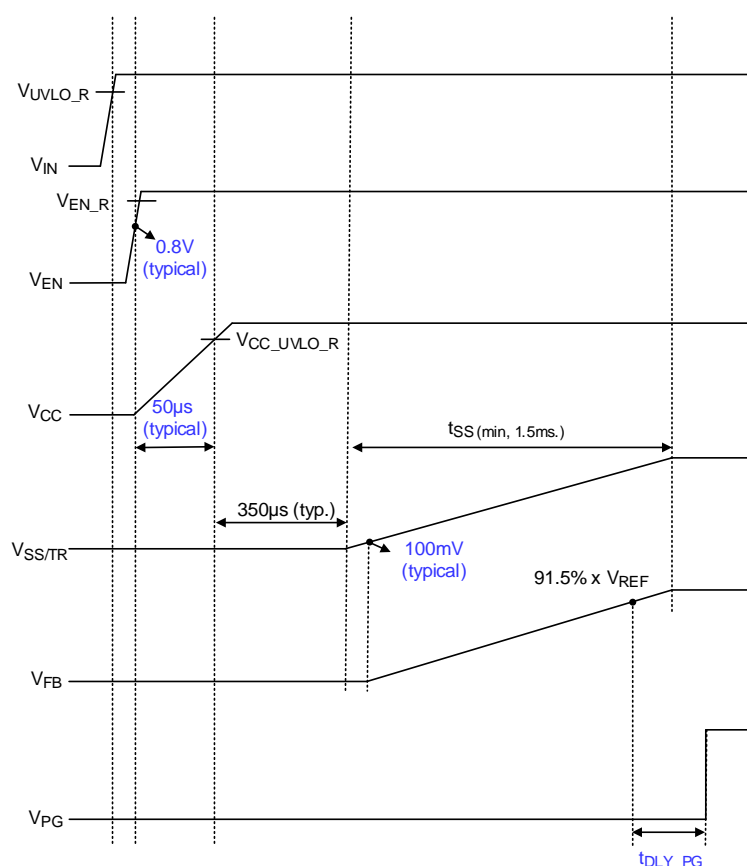 VUVLO_R
VIN
VEN_R
0.8V
(typical)
VEN
VCC_UVLO_R
VCC
50µs
(typical)
tSS (min, 1.5ms.)
350µs (typ.)
VSS/TR
100mV
(typical)
91.5% x VREF
VFB
VPG
tDLY_PG